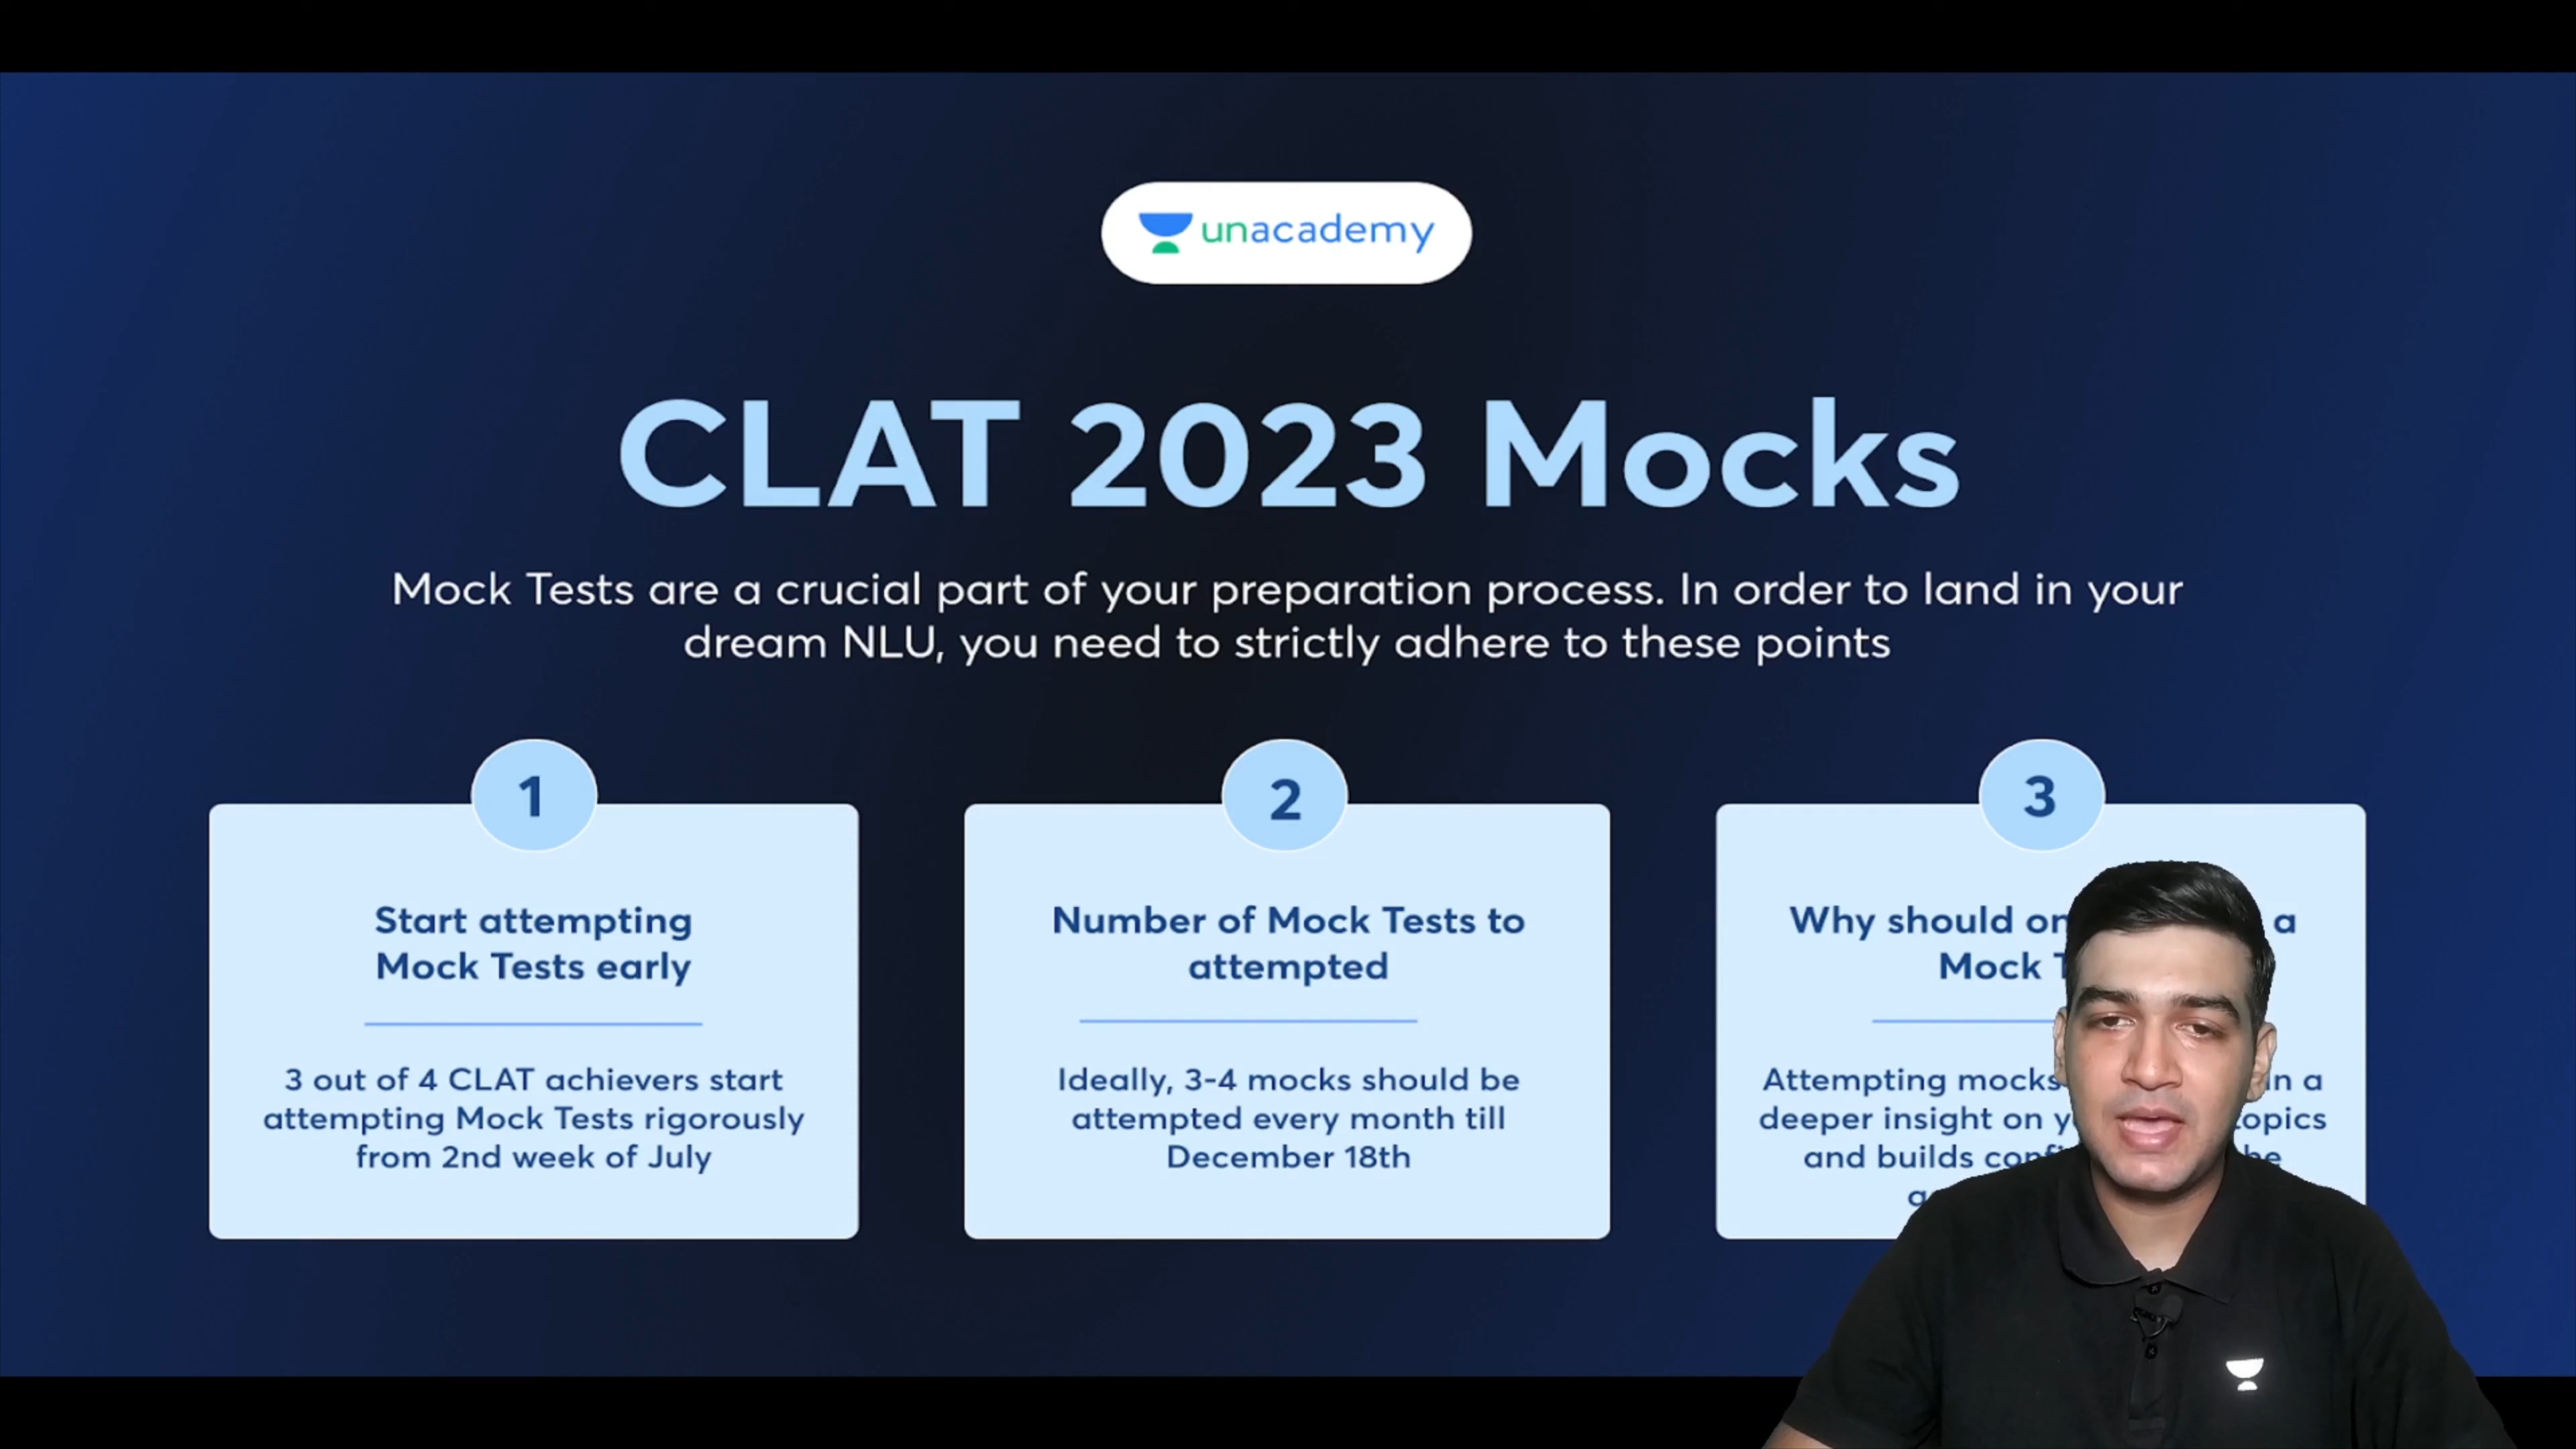 unacademy
CLAT 2023 Mocks
Mock Tests are a crucial part of your preparation process. In order to land in your
dream NLU, you need to strictly adhere to these points
1
Start attempting
Mock Tests early
3 out of 4 CLAT achievers start
attempting Mock Tests rigorously
from 2nd week of July
2
Number of Mock Tests to
attempted
Ideally, 3-4 mocks should be
attempted every month till
December 18th
3
Why should a
Mock
Attempting mocks a
deeper insight on
and builds